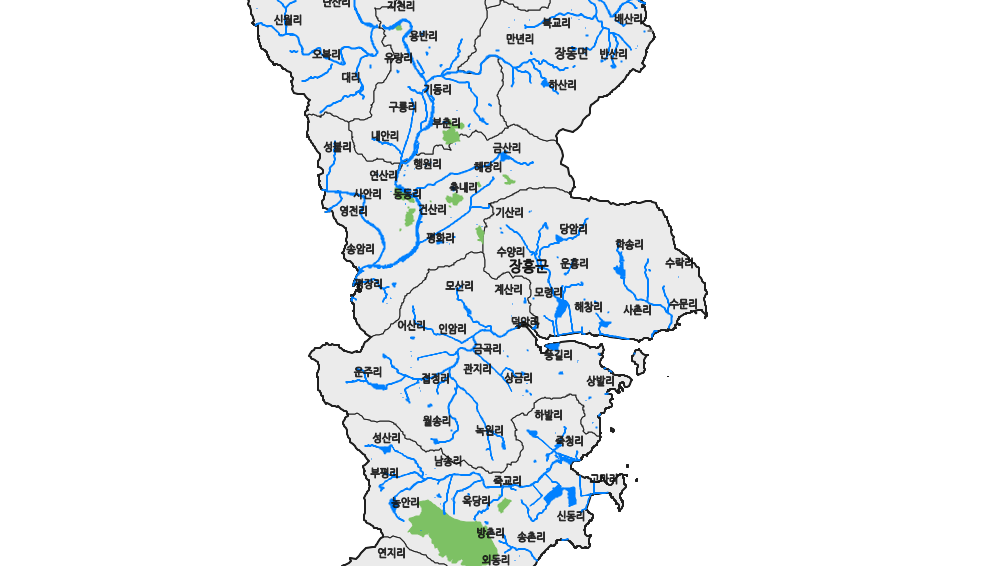 단산리
지천리
신월리
복교리
배산리
용반리
만년리
오복리
유량리
장흥면
반산리
대리
하산리
기동리
구룡리
부춘리
내안리
성불리
금산리
행원리
해당리
연산리
축내리
사안리
동동리
영전리
건산리
기산리
당암리
평화리
학송리
송암리
수양리
장흥군
운흥리
수락리
평장리
모산리
계산리
모령리
해창리
사촌리
수문리
어산리
인암리
덕암리
금곡리
풍길리
운주리
관지리
접정리
상금리
상발리
월송리
하발리
녹원리
성산리
죽청리
남송리
부평리
죽교리
고마리
농안리
옥당리
신동리
방촌리
송촌리
연지리
외동리